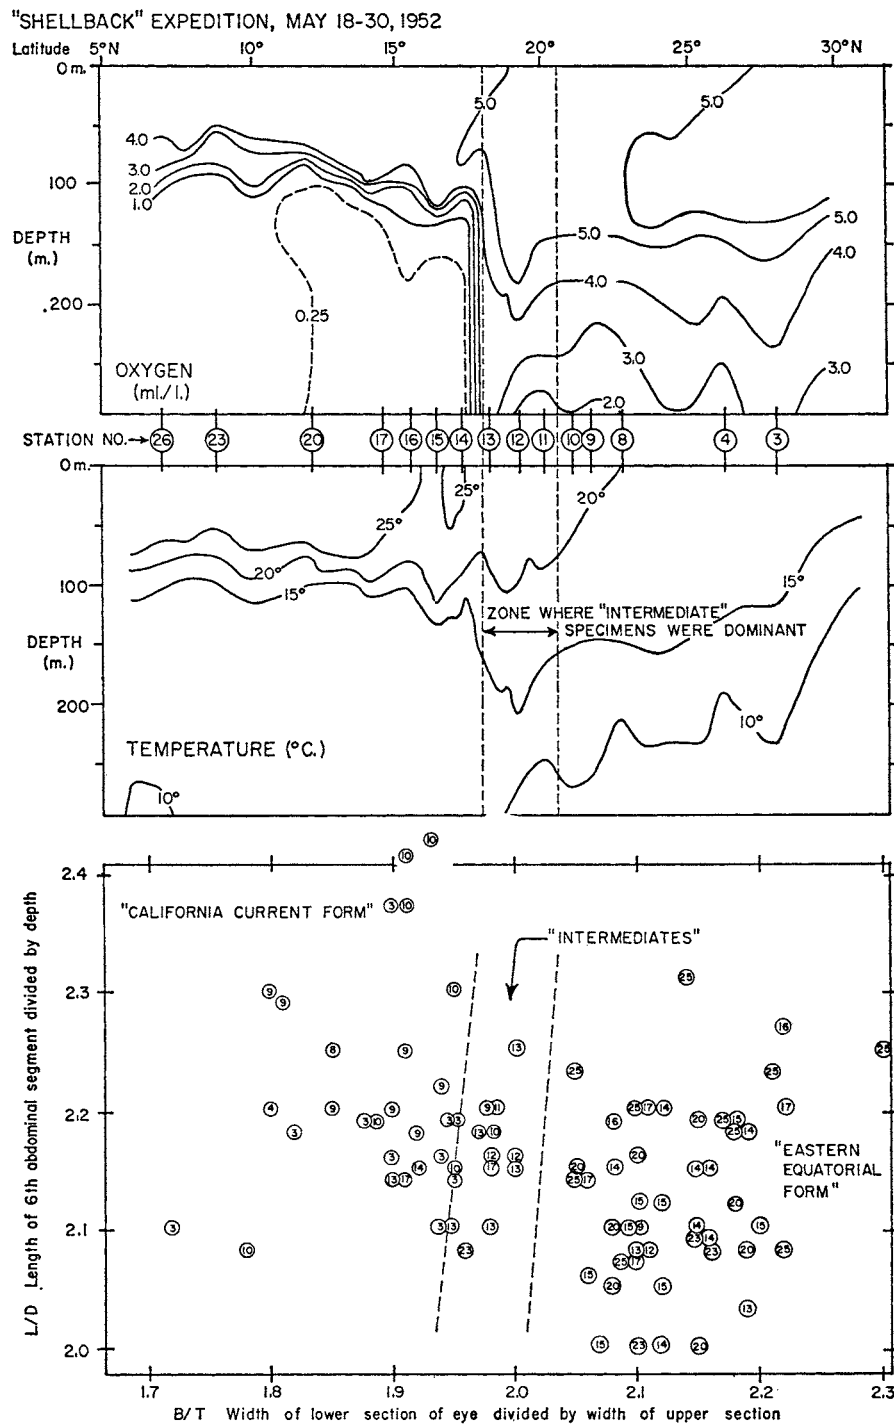 "SHELLBACK" EXPEDITION, MAY 18-30, 1952
Latitude 5°N 10° 15° 20° 25° 30°N
0m.
5.0 5.0
4.0
3.0
2.0
1.0
100
DEPTH
(m.)
5.0 5.0
4.0 4.0
.200
0.25
3.0 3.0
2.0
OXYGEN
(ml./l.)
STATION NO.→ 26 23 20 17 16 15 14 13 12 11 10 9 8 4 3
0m.
25° 25° 20°
20°
15° 15°
100
ZONE WHERE "INTERMEDIATE"
SPECIMENS WERE DOMINANT
DEPTH
(m.)
200
10°
TEMPERATURE (°C.)
10°
2.4
"CALIFORNIA CURRENT FORM"
"INTERMEDIATES"
2.3
2.2
"EASTERN
EQUATORIAL
FORM"
2.1
2.0
L/D Length of 6th abdominal segment divided by depth
1.7 1.8 1.9 2.0 2.1 2.2 2.3
B/T Width of lower section of eye divided by width of upper section